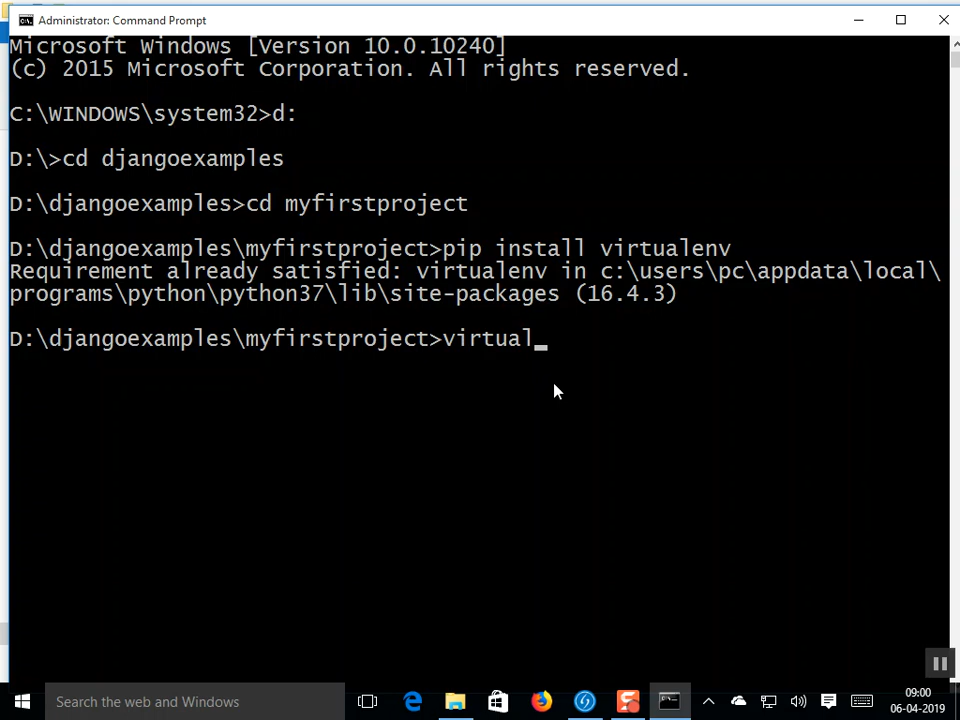 Administrator: Command Prompt
Microsoft Windows [Version 10.0.10240]
(c) 2015 Microsoft Corporation. All rights reserved.
C:\WINDOWS\system32>d:
D:\>cd djangoexamples
D:\djangoexamples>cd myfirstproject
D:\djangoexamples\myfirstproject>pip install virtualenv
Requirement already satisfied: virtualenv in c:\users\pc\appdata\local\
programs\python\python37\lib\site-packages (16.4.3)
D:\djangoexamples\myfirstproject>virtual_
Search the web and Windows
09:00
06-04-2019